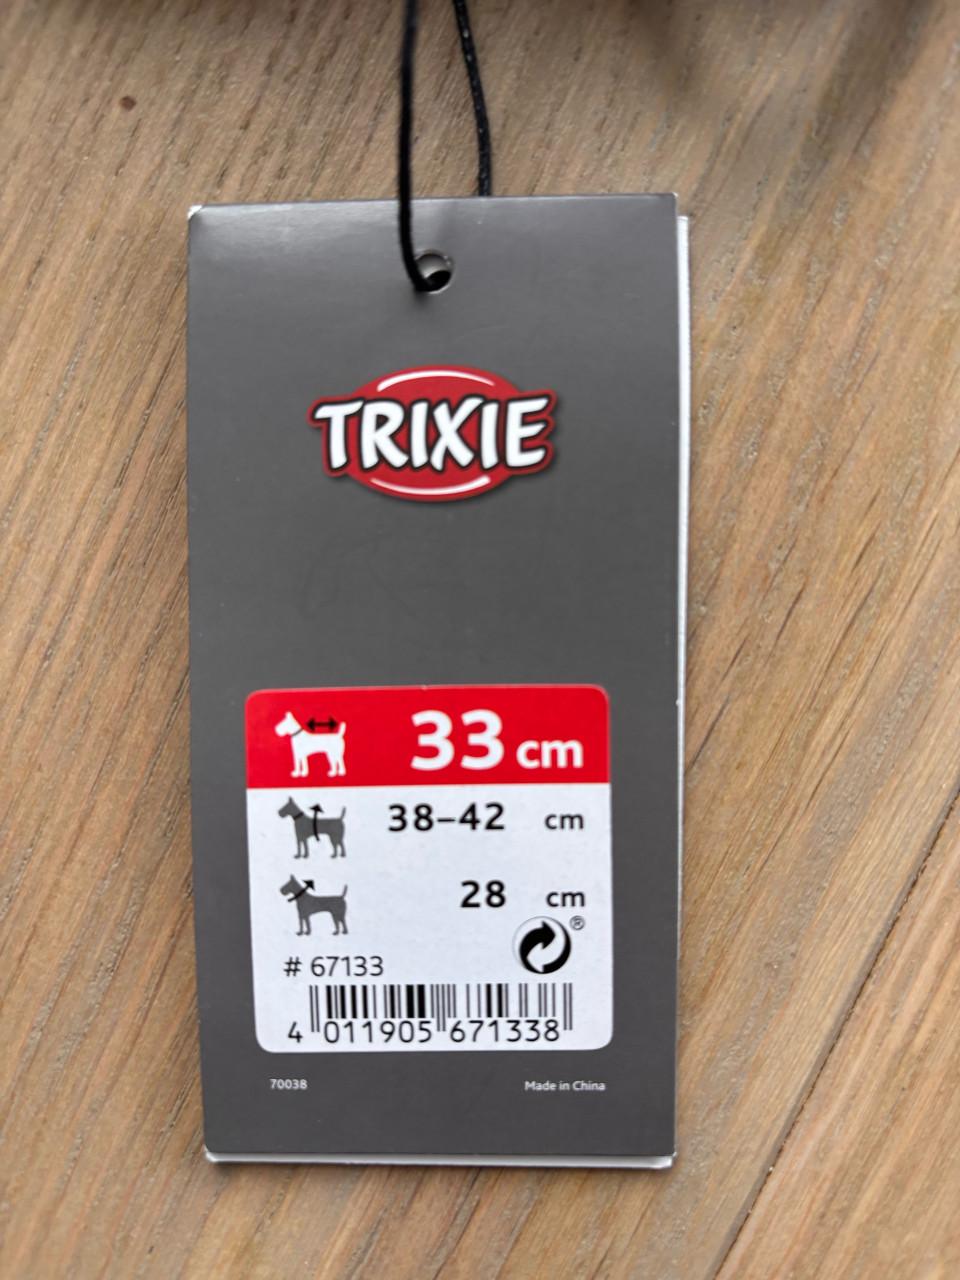 TRIXIE
33 cm
38–42 cm
28 cm
®
# 67133
4 011905 671338
70038 Made in China